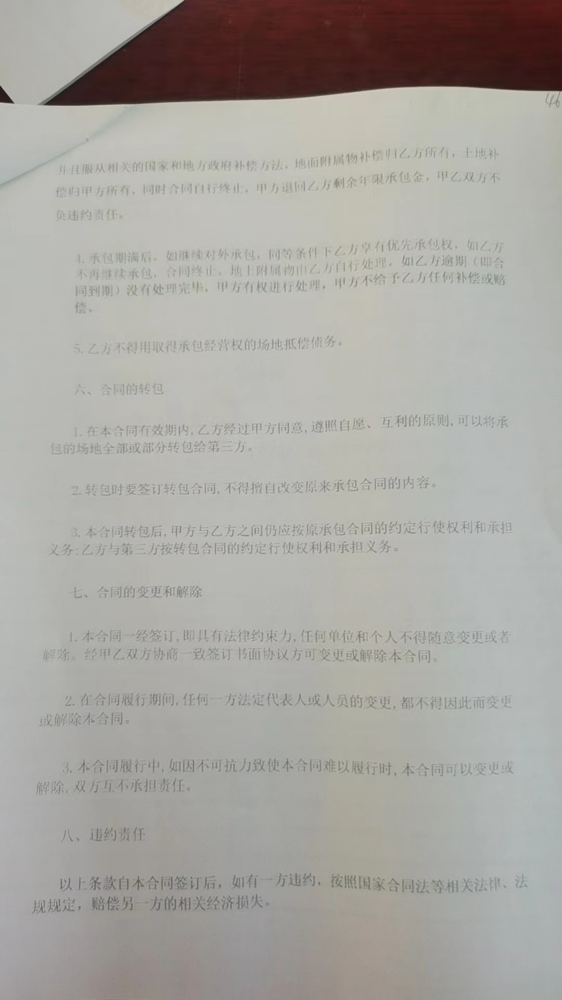 46
并且服从相关的国家和地方政府补偿方法，地面附属物补偿归乙方所有，土地补
偿归甲方所有，同时合同自行终止，甲方退回乙方剩余年限承包金，甲乙双方不
负违约责任。
4.承包期满后、如继续对外承包，同等条件下乙方享有优先承包权，如乙方
不再继续承包，合同终止。地上附属物由乙方自行处理，如乙方逾期（即合
同到期）没有处理完毕，甲方有权进行处理，甲方不给予乙方任何补偿或赔
偿。
5.乙方不得用取得承包经营权的场地抵偿债务。
六、合同的转包
1.在本合同有效期内,乙方经过甲方同意,遵照自愿、互利的原则,可以将承
包的场地全部或部分转包给第三方。
2.转包时要签订转包合同,不得擅自改变原来承包合同的内容。
3.本合同转包后,甲方与乙方之间仍应按原承包合同的约定行使权利和承担
义务;乙方与第三方按转包合同的约定行使权利和承担义务。
七、合同的变更和解除
1.本合同一经签订,即具有法律约束力,任何单位和个人不得随意变更或者
解除。经甲乙双方协商一致签订书面协议方可变更或解除本合同。
2.在合同履行期间,任何一方法定代表人或人员的变更,都不得因此而变更
或解除本合同。
3.本合同履行中,如因不可抗力致使本合同难以履行时,本合同可以变更或
解除,双方互不承担责任。
八、违约责任
以上条款自本合同签订后，如有一方违约，按照国家合同法等相关法律、法
规规定，赔偿另一方的相关经济损失。